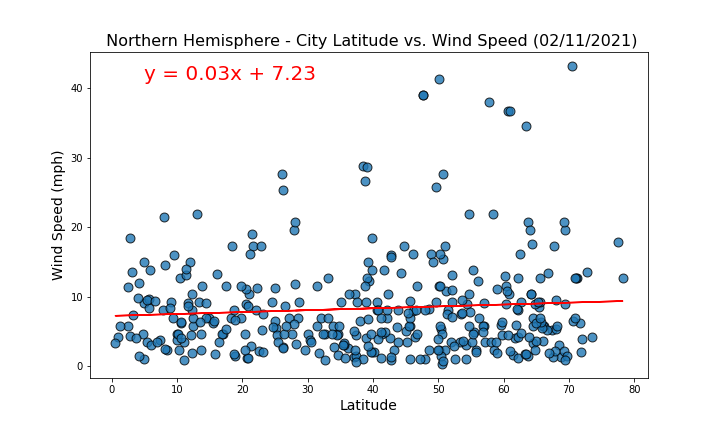 Northern Hemisphere - City Latitude vs. Wind Speed (02/11/2021)
y = 0.03x + 7.23
40
30
20
10
0
Wind Speed (mph)
0 10 20 30 40 50 60 70 80
Latitude